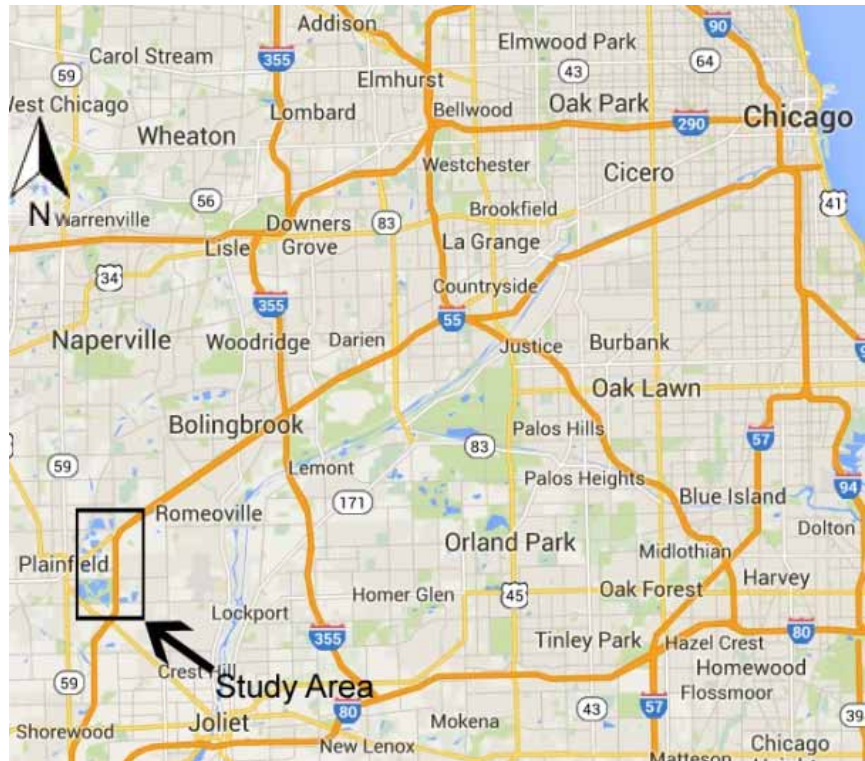 Addison
Elmwood Park
90
Carol Stream
355
59
43
64
Elmhurst
West Chicago
Lombard
Bellwood
Oak Park
Chicago
290
Wheaton
Westchester
Cicero
56
N
Warrenville
Downers
Grove
83
Brookfield
41
Lisle
La Grange
34
355
Countryside
55
Naperville
Woodridge
Darien
Justice
Burbank
Oak Lawn
Bolingbrook
Palos Hills
57
59
Lemont
83
Palos Heights
94
171
Blue Island
Romeoville
Dolton
Orland Park
Midlothian
Plainfield
Harvey
Homer Glen
45
Oak Forest
Lockport
355
Tinley Park
Hazel Crest
80
Crest Hill
Homewood
59
Study Area
Flossmoor
80
43
57
39
Shorewood
Joliet
Mokena
New Lenox
Chicago
Matteson